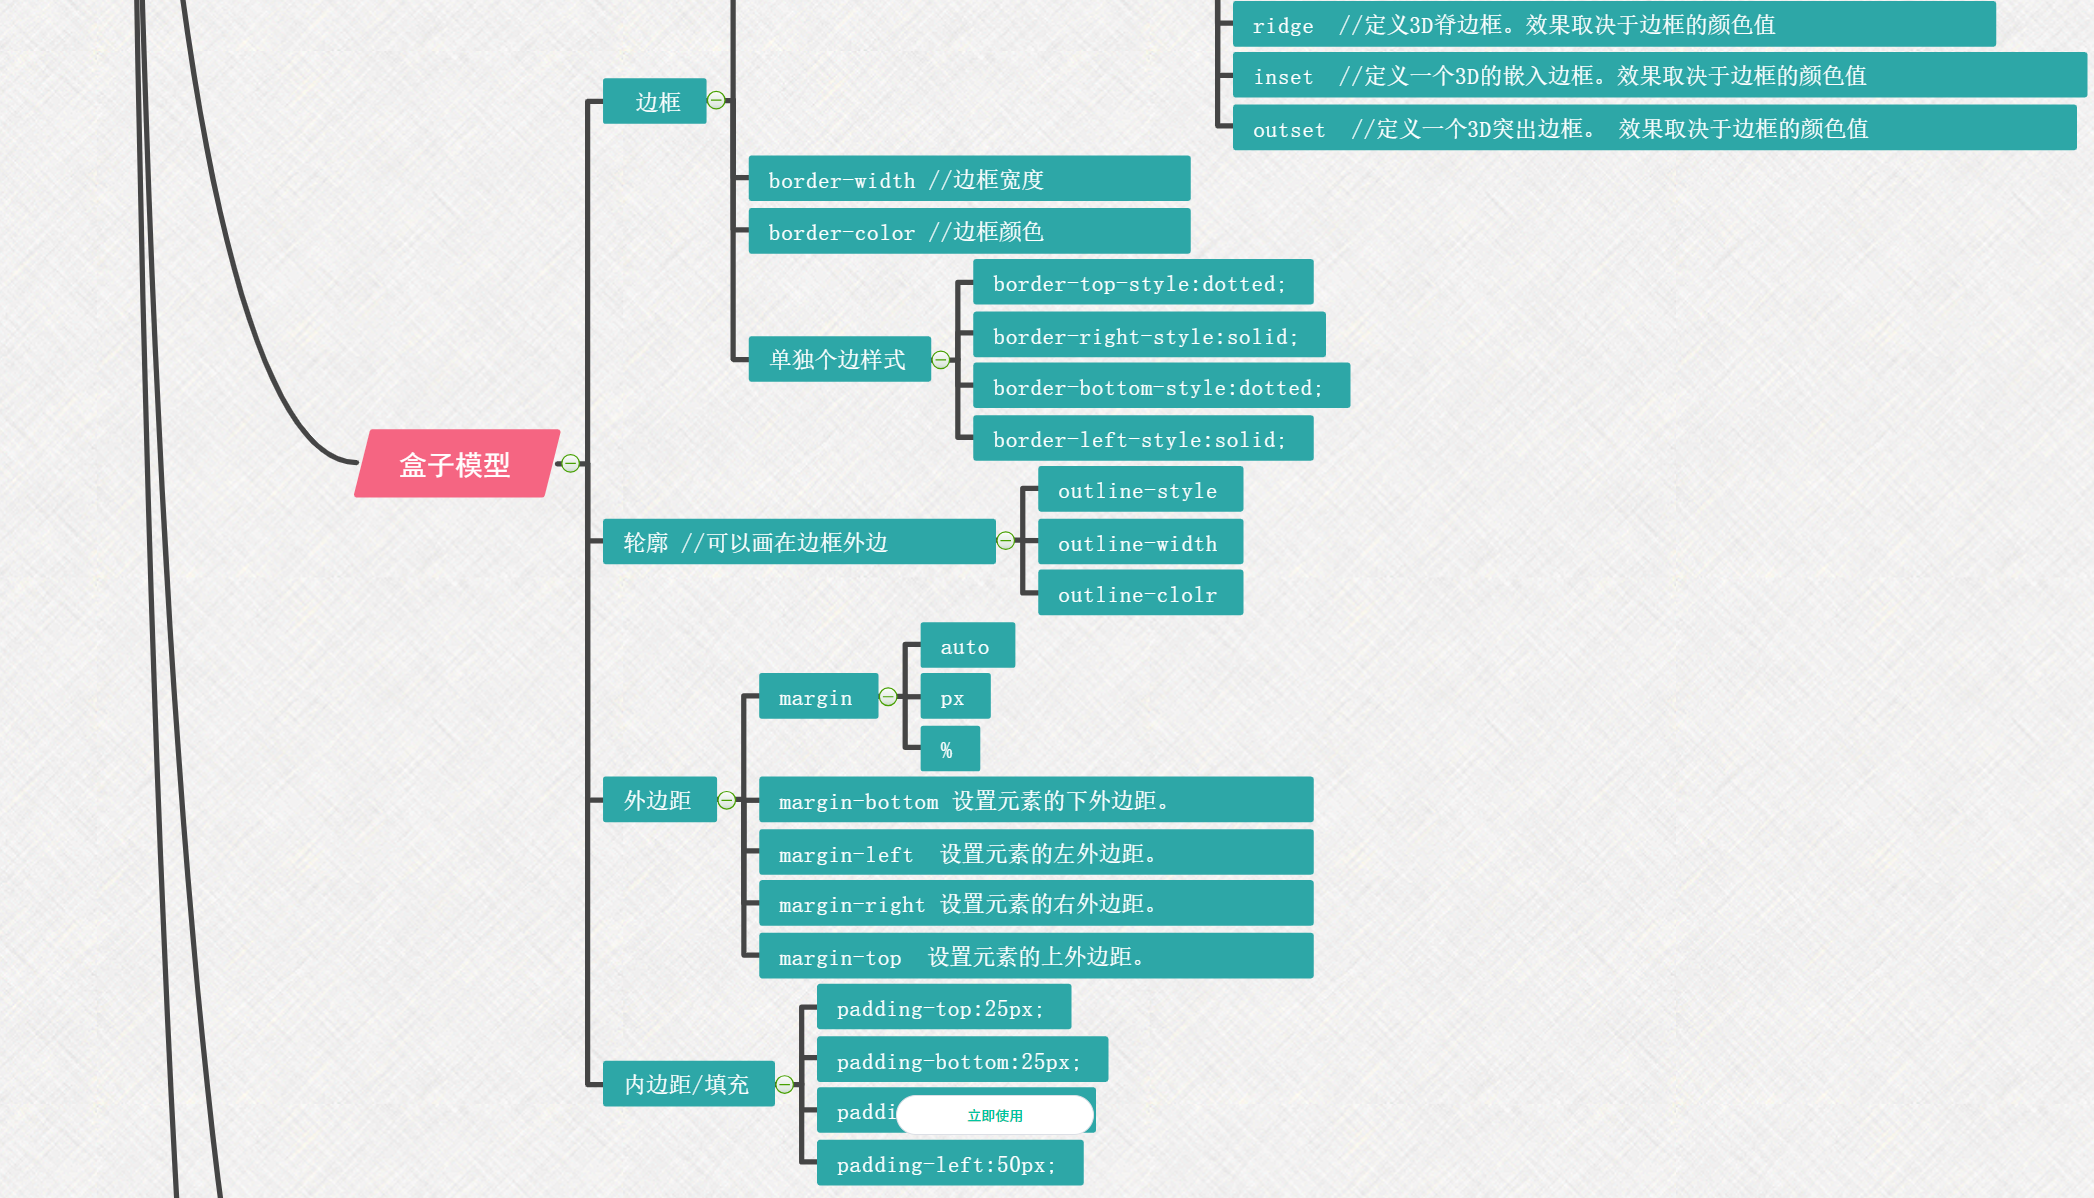 ridge  //定义3D脊边框。效果取决于边框的颜色值
inset  //定义一个3D的嵌入边框。效果取决于边框的颜色值
outset  //定义一个3D突出边框。 效果取决于边框的颜色值
边框
border-width //边框宽度
border-color //边框颜色
单独个边样式
border-top-style:dotted;
border-right-style:solid;
border-bottom-style:dotted;
border-left-style:solid;
盒子模型
轮廓 //可以画在边框外边
outline-style
outline-width
outline-clolr
外边距
margin
auto
px
%
margin-bottom 设置元素的下外边距。
margin-left  设置元素的左外边距。
margin-right 设置元素的右外边距。
margin-top  设置元素的上外边距。
内边距/填充
padding-top:25px;
padding-bottom:25px;
立即使用
padding-left:50px;